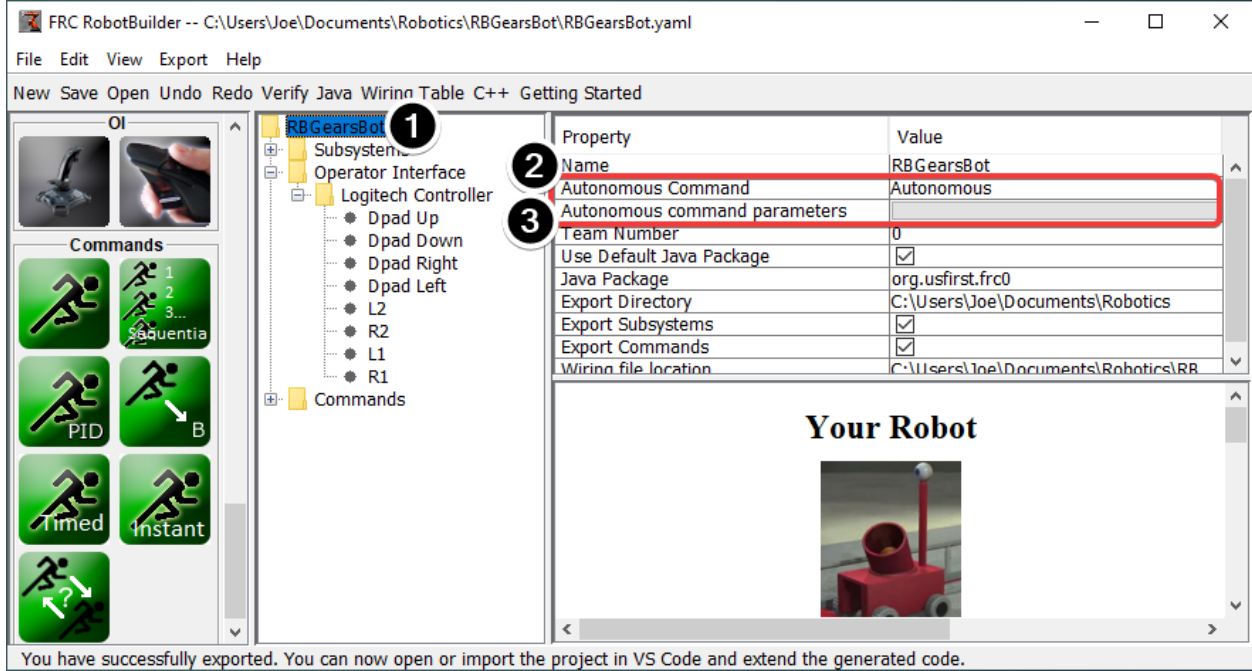 FRC RobotBuilder -- C:\Users\Joe\Documents\Robotics\RBGearsBot\RBGearsBot.yaml
File Edit View Export Help
New Save Open Undo Redo Verify Java Wiring Table C++ Getting Started
OI
Commands
1
2
3...
Sequentia
PID
B
Timed
Instant
?
RBGearsBot
1
Subsystems
Operator Interface
Logitech Controller
Dpad Up
Dpad Down
Dpad Right
Dpad Left
L2
R2
L1
R1
Commands
Property Value
2
Name RBGearsBot
Autonomous Command Autonomous
3
Autonomous command parameters
Team Number 0
Use Default Java Package
Java Package org.usfirst.frc0
Export Directory C:\Users\Joe\Documents\Robotics
Export Subsystems
Export Commands
Wiring file location C:\Users\Joe\Documents\Robotics\RB
Your Robot
You have successfully exported. You can now open or import the project in VS Code and extend the generated code.